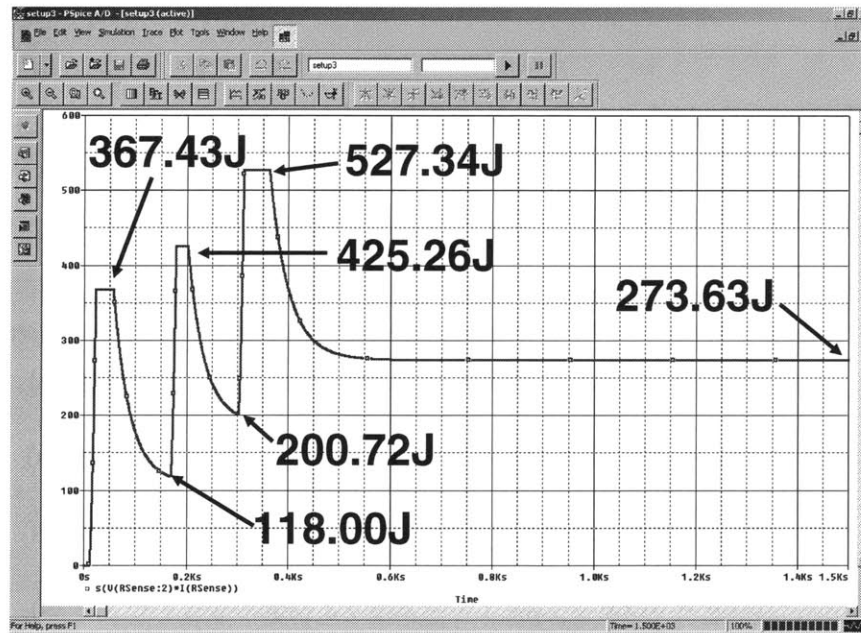 setup3 - PSpice A/D - [setup3 (active)]
File Edit View Simulation Trace Plot Tools Window Help
setup3
600
500
400
300
200
100
0
367.43J
527.34J
425.26J
273.63J
200.72J
118.00J
0s 0.2Ks 0.4Ks 0.6Ks 0.8Ks 1.0Ks 1.2Ks 1.4Ks 1.5Ks
s(V(RSense:2)*I(RSense))
Time
For Help, press F1
Time= 1.500E+03
100%